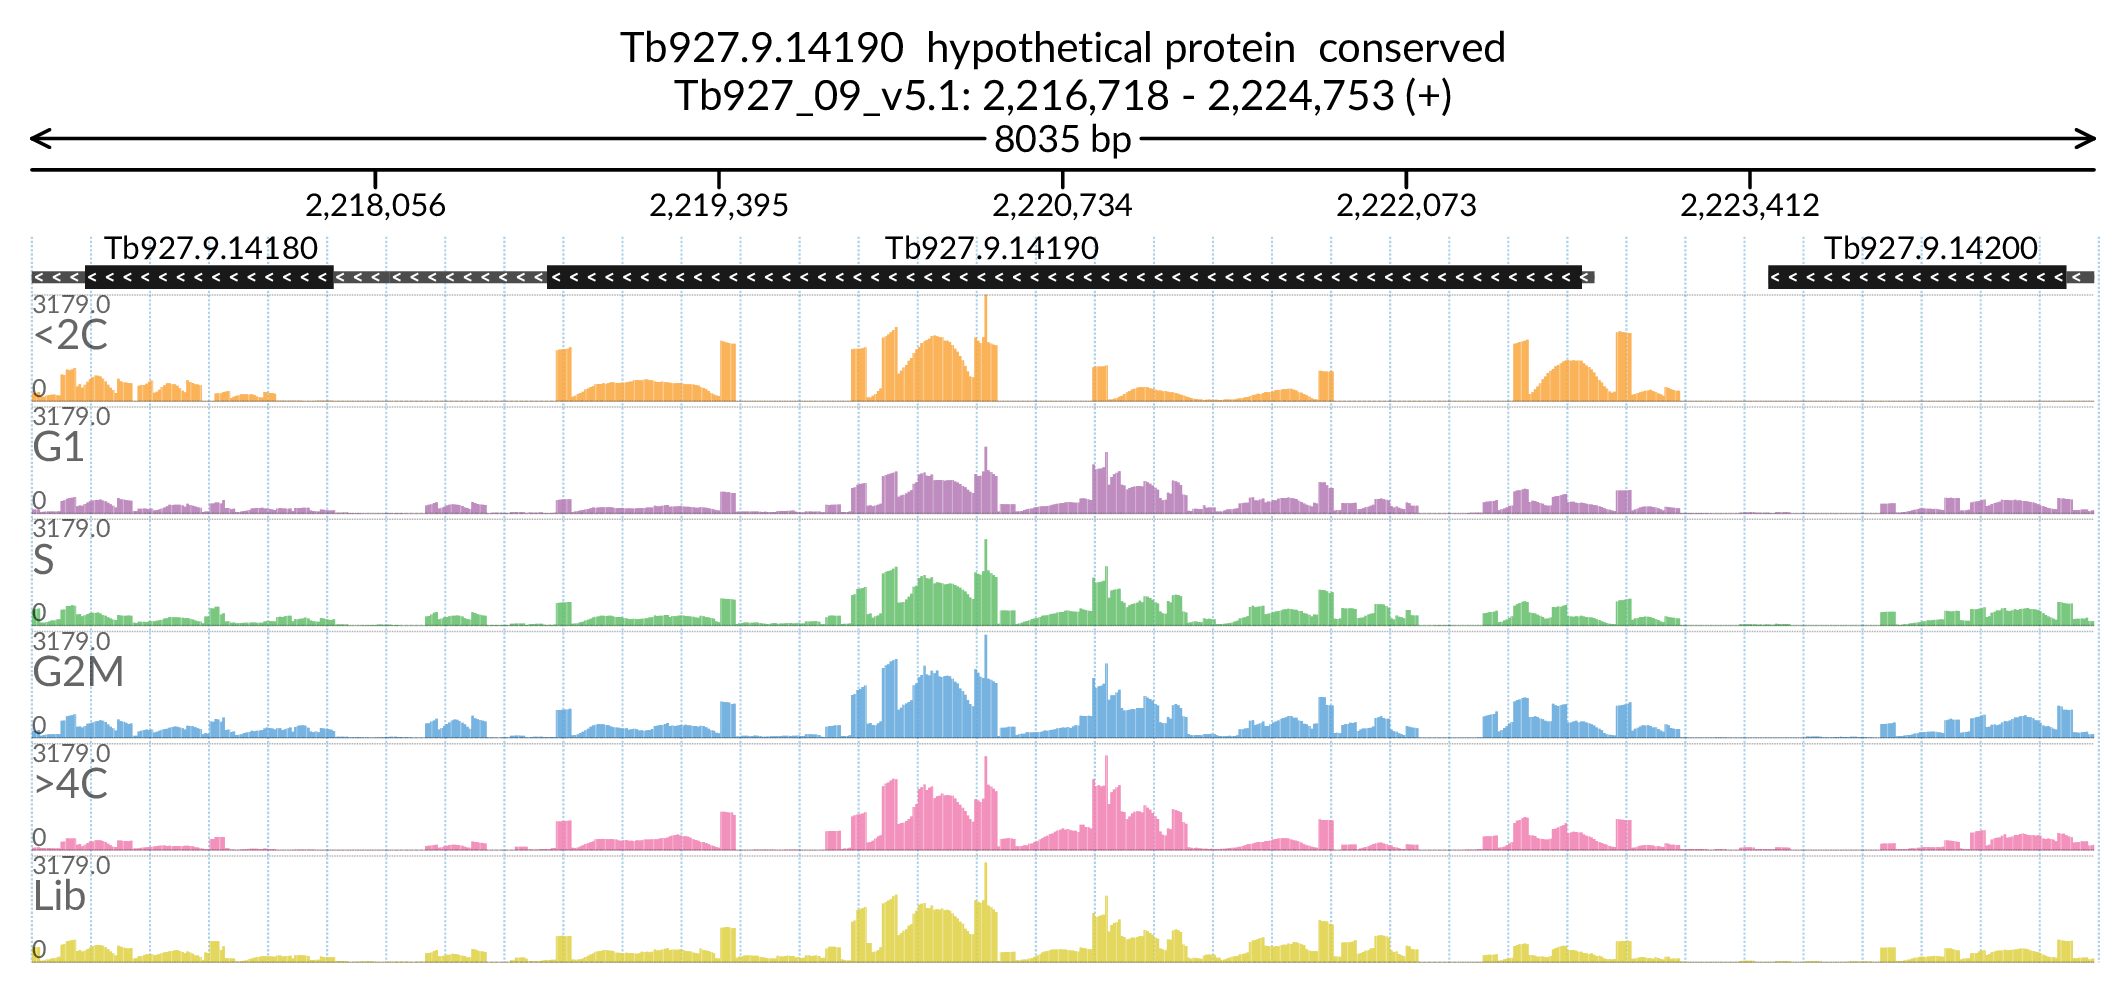 Tb927.9.14190 hypothetical protein conserved
Tb927_09_v5.1: 2,216,718 - 2,224,753 (+)
8035 bp
2,218,056 2,219,395 2,220,734 2,222,073 2,223,412
Tb927.9.14180 Tb927.9.14190 Tb927.9.14200
3179.0
<2C
0
3179.0
G1
0
3179.0
S
0
3179.0
G2M
0
3179.0
>4C
0
3179.0
Lib
0